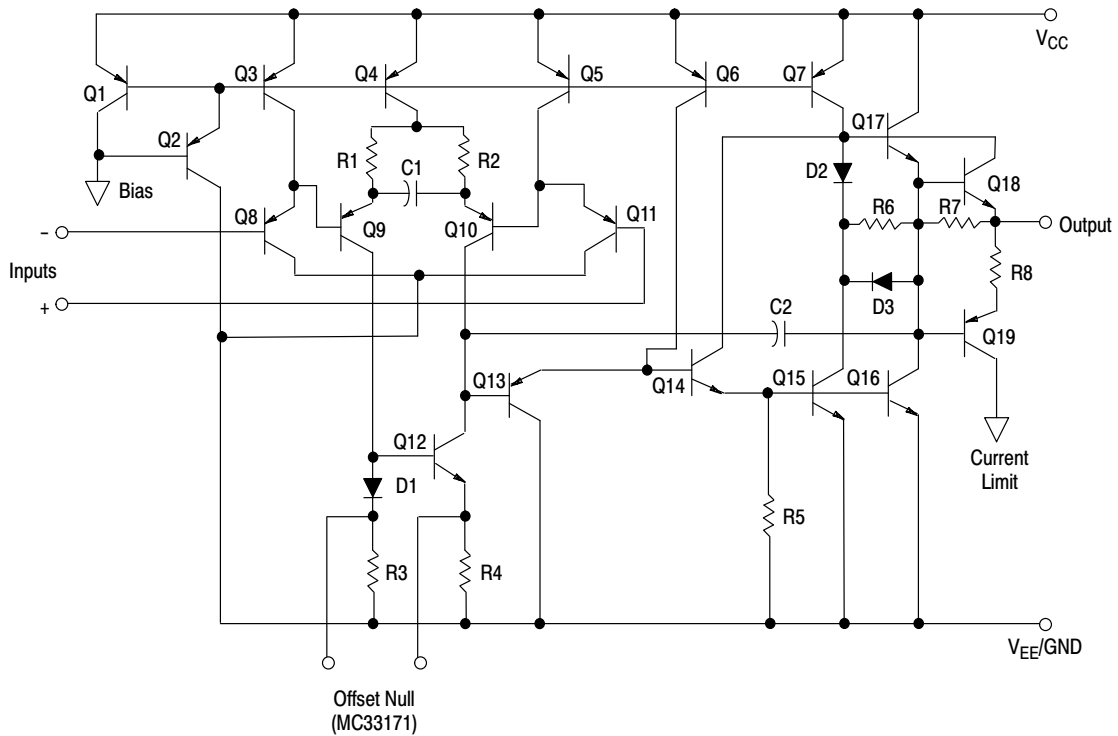 V_CC
Q1
Q2
Q3
Q4
Q5
Q6
Q7
Q17
Bias
R1
C1
R2
D2
Q18
Q8
Q9
Q10
Q11
R6
R7
Output
−
Inputs
+
D3
R8
C2
Q19
Q13
Q14
Q15
Q16
Q12
D1
Current
Limit
R5
R3
R4
V_EE/GND
Offset Null
(MC33171)